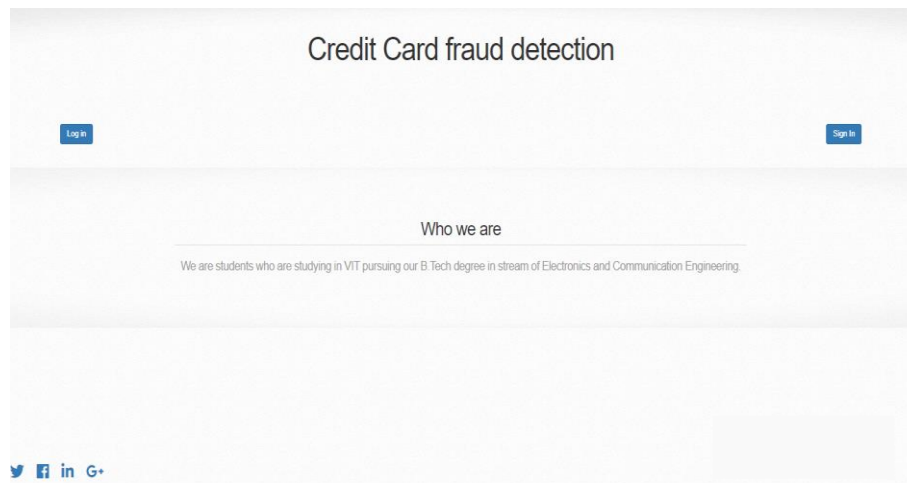 Credit Card fraud detection
Log in
Sign In
Who we are
We are students who are studying in VIT pursuing our B.Tech degree in stream of Electronics and Communication Engineering.
in G+